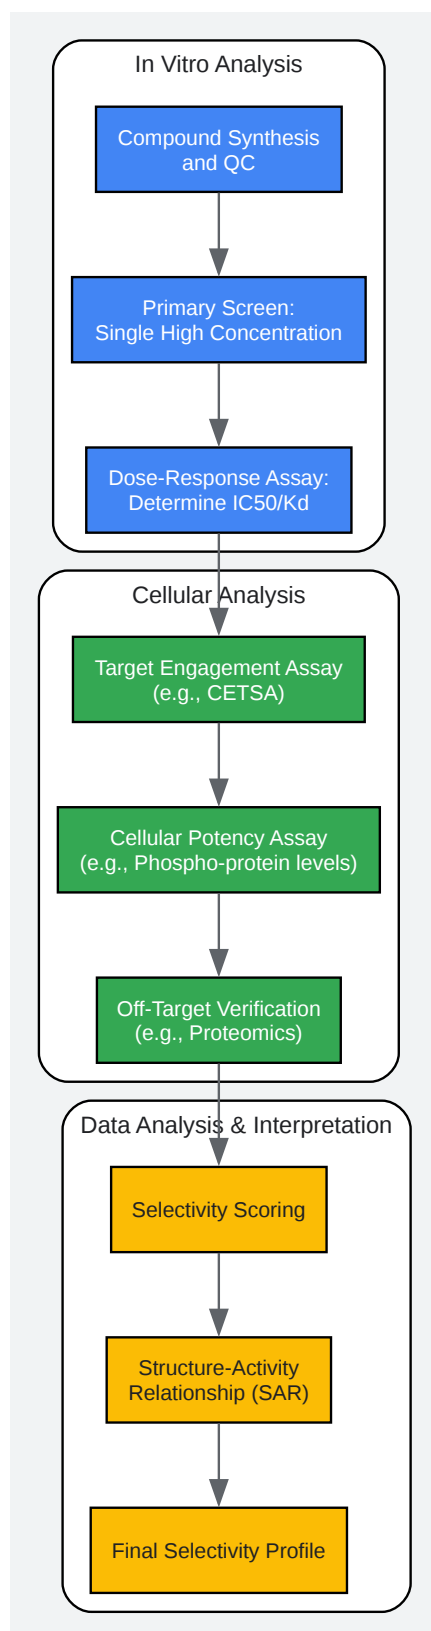 In Vitro Analysis
Compound Synthesis
and QC
Primary Screen:
Single High Concentration
Dose-Response Assay:
Determine IC50/Kd
Cellular Analysis
Target Engagement Assay
(e.g., CETSA)
Cellular Potency Assay
(e.g., Phospho-protein levels)
Off-Target Verification
(e.g., Proteomics)
Data Analysis & Interpretation
Selectivity Scoring
Structure-Activity
Relationship (SAR)
Final Selectivity Profile